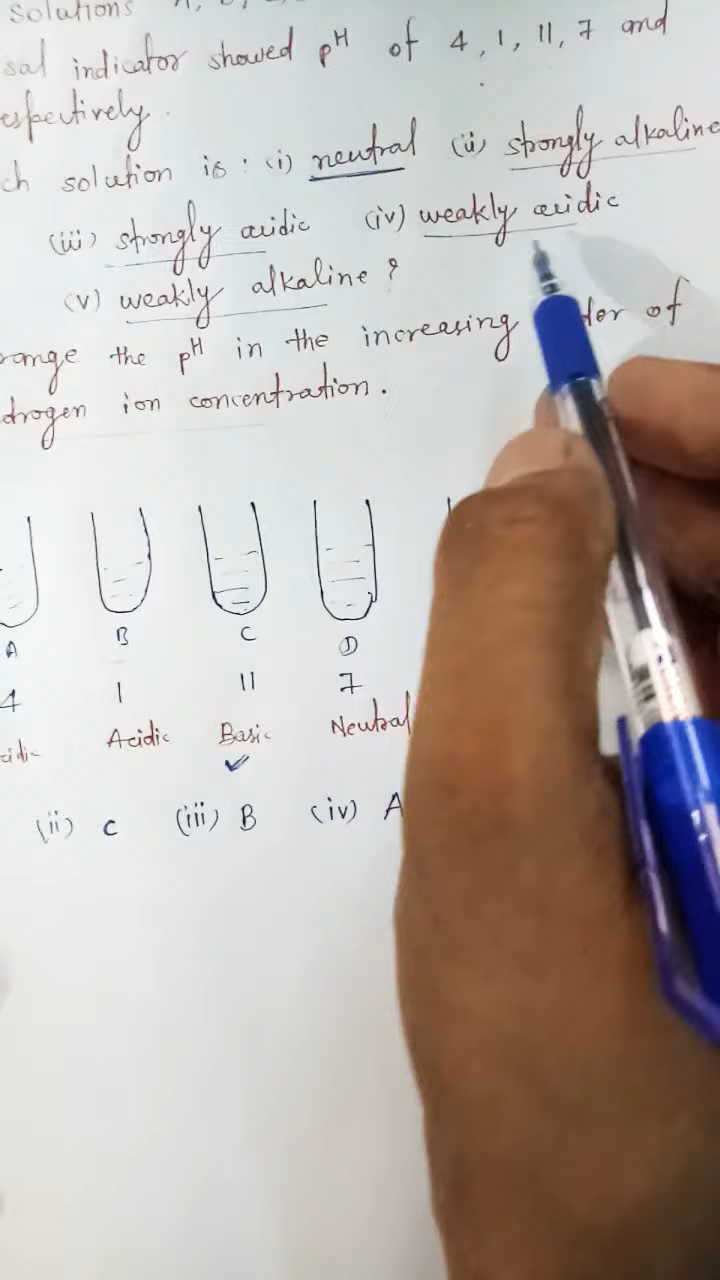 Solutions
sal indicator showed pH of 4, 1, 11, 7 and
espectively.
ch solution is : (i) neutral (ii) strongly alkaline
(iii) strongly acidic (iv) weakly acidic
(v) weakly alkaline ?
range the pH in the increasing der of
drogen ion concentration.
A B C D
4 1 11 7
cidic Acidic Basic Neutral
(ii) C (iii) B (iv) A